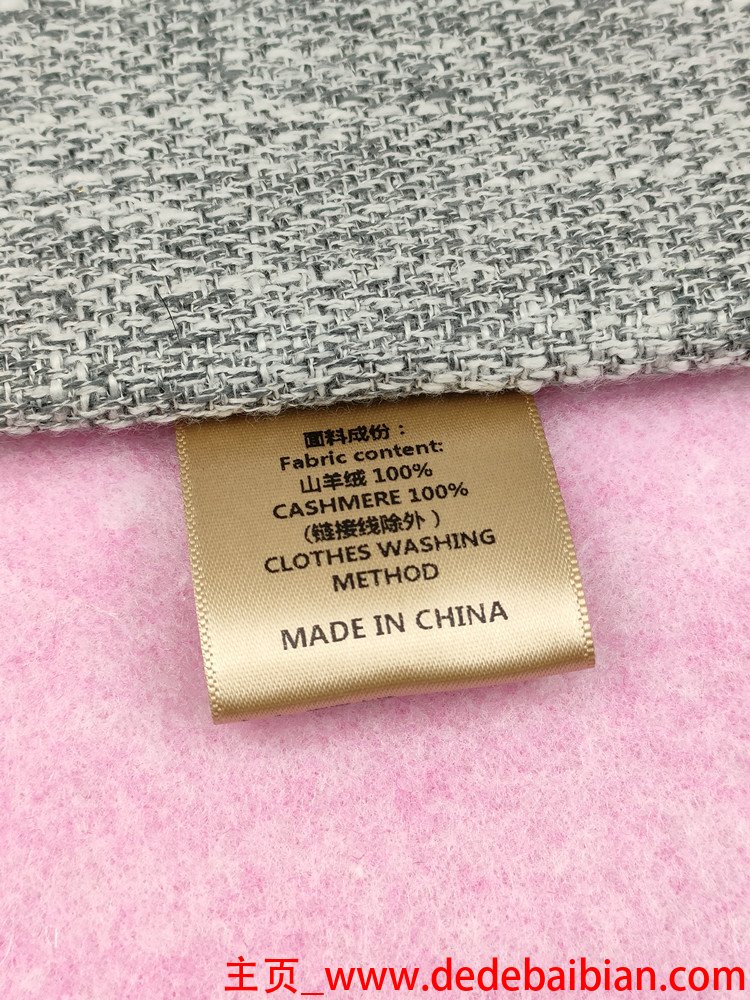 面料成份：
Fabric content:
山羊绒 100%
CASHMERE 100%
(链接线除外 )
CLOTHES WASHING
METHOD
MADE IN CHINA
主页_www.dedebaibian.com